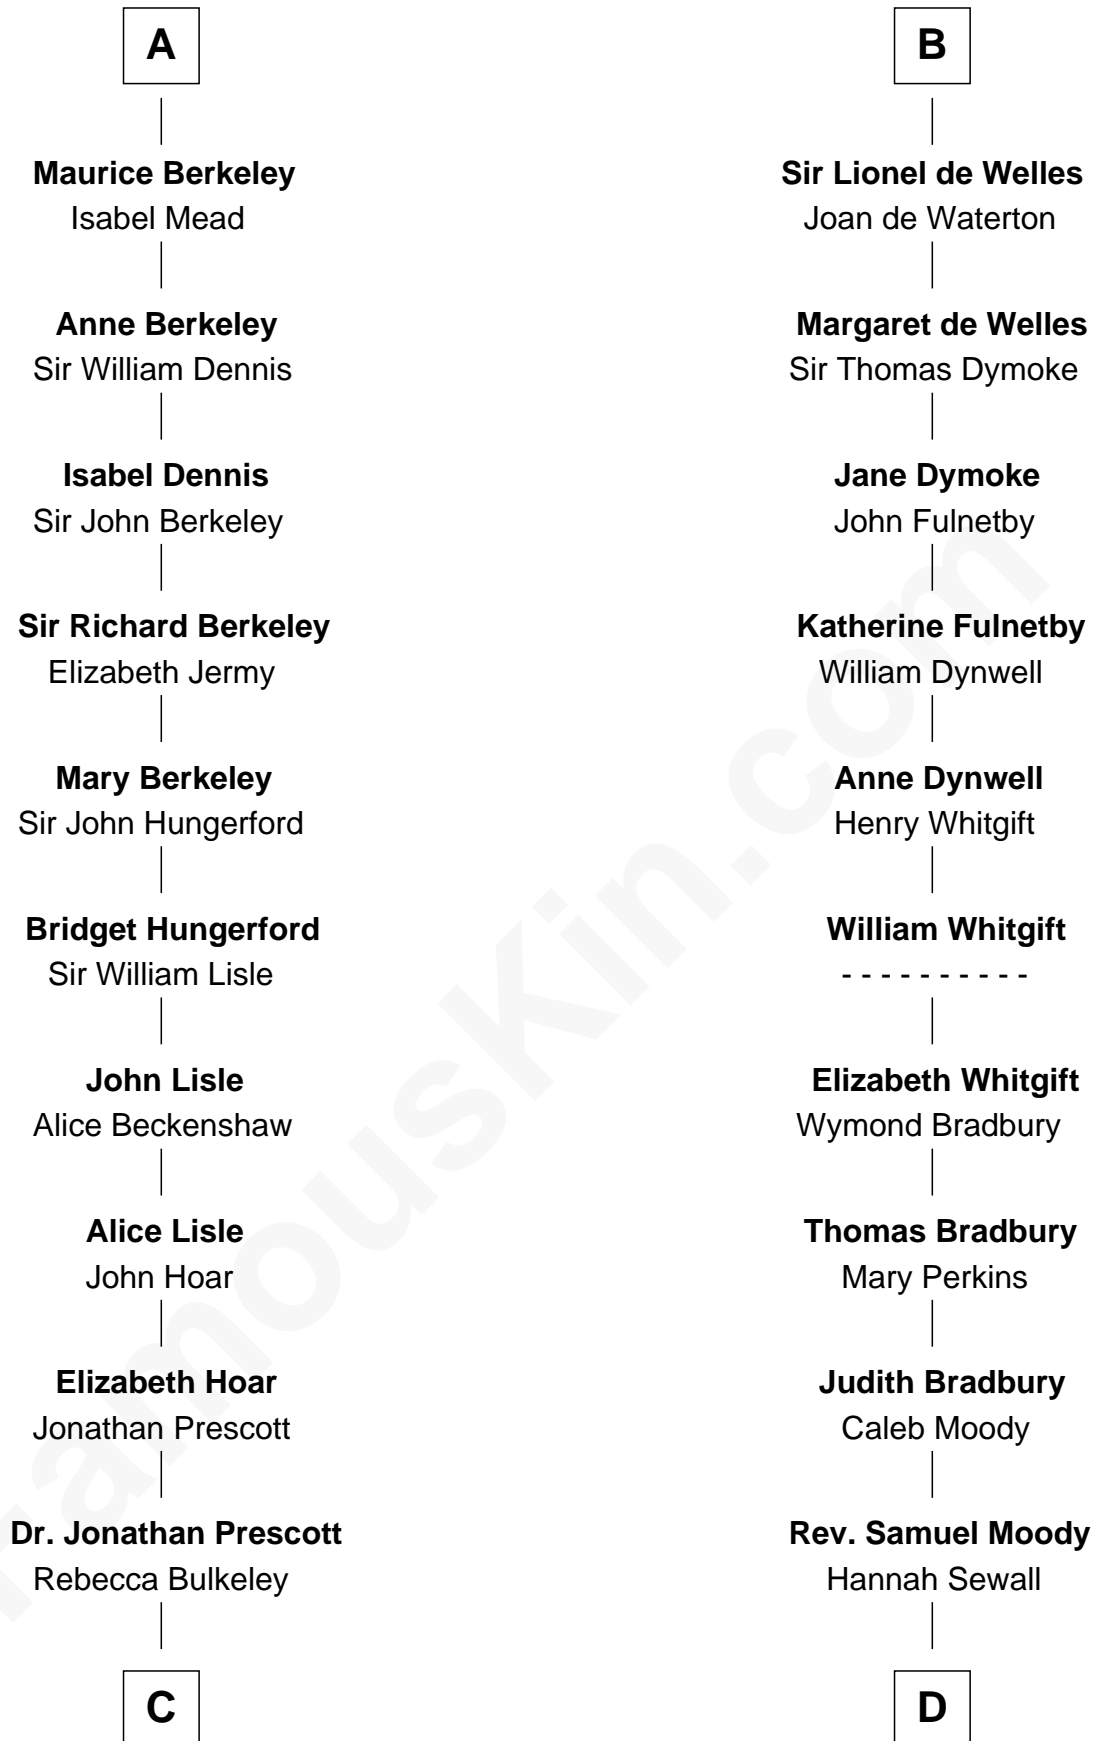 A
Maurice Berkeley
Isabel Mead
Anne Berkeley
Sir William Dennis
Isabel Dennis
Sir John Berkeley
Sir Richard Berkeley
Elizabeth Jermy
Mary Berkeley
Sir John Hungerford
Bridget Hungerford
Sir William Lisle
John Lisle
Alice Beckenshaw
Alice Lisle
John Hoar
Elizabeth Hoar
Jonathan Prescott
Dr. Jonathan Prescott
Rebecca Bulkeley
C
B
Sir Lionel de Welles
Joan de Waterton
Margaret de Welles
Sir Thomas Dymoke
Jane Dymoke
John Fulnetby
Katherine Fulnetby
William Dynwell
Anne Dynwell
Henry Whitgift
William Whitgift
- - - - - - - - - -
Elizabeth Whitgift
Wymond Bradbury
Thomas Bradbury
Mary Perkins
Judith Bradbury
Caleb Moody
Rev. Samuel Moody
Hannah Sewall
D
FamousKin.com